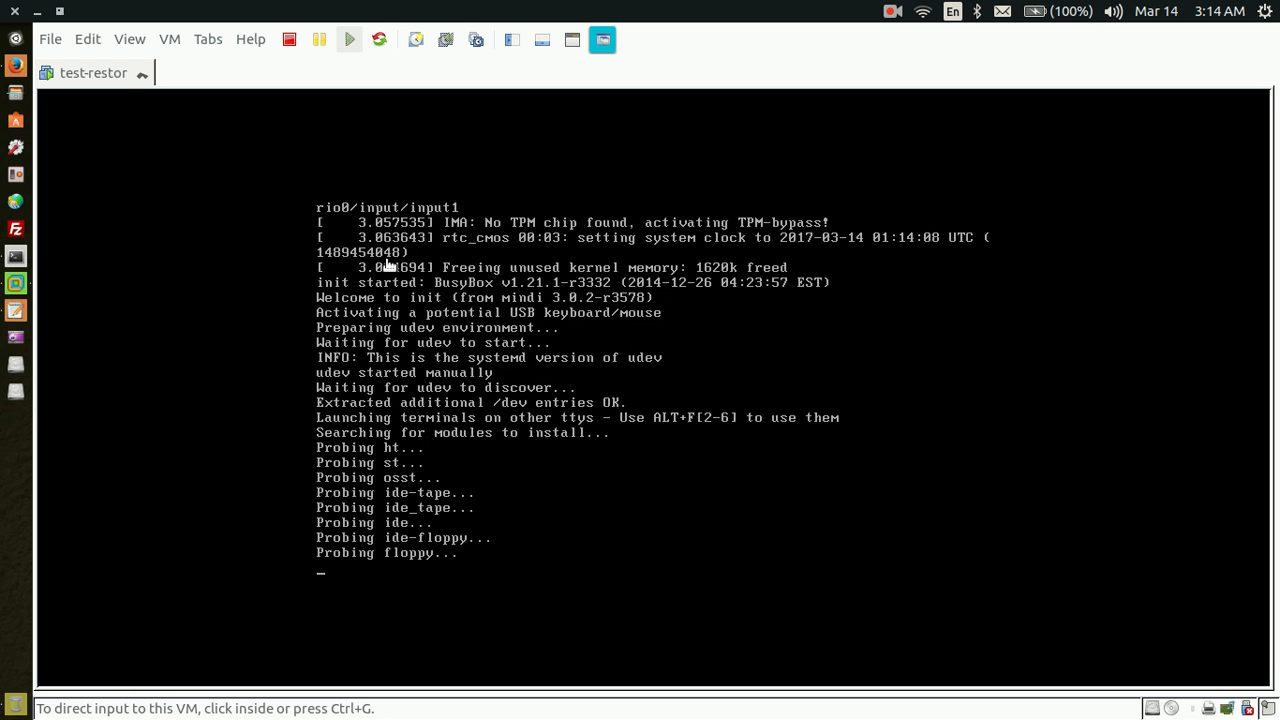 En
(100%)
Mar 14
3:14 AM
File Edit View VM Tabs Help
test-restor
rio0/input/input1
[ 3.057535] IMA: No TPM chip found, activating TPM-bypass!
[ 3.063643] rtc_cmos 00:03: setting system clock to 2017-03-14 01:14:08 UTC (
1489454048)
[ Freeing unused kernel memory: 1620k freed
init started: BusyBox v1.21.1-r3332 (2014-12-26 04:23:57 EST)
Welcome to init (from mindi 3.0.2-r3578)
Activating a potential USB keyboard/mouse
Preparing udev environment...
Waiting for udev to start...
INFO: This is the systemd version of udev
udev started manually
Waiting for udev to discover...
Extracted additional /dev entries OK.
Launching terminals on other ttys - Use ALT+F[2-6] to use them
Searching for modules to install...
Probing ht...
Probing st...
Probing osst...
Probing ide-tape...
Probing ide_tape...
Probing ide...
Probing ide-floppy...
Probing floppy...
_
To direct input to this VM, click inside or press Ctrl+G.